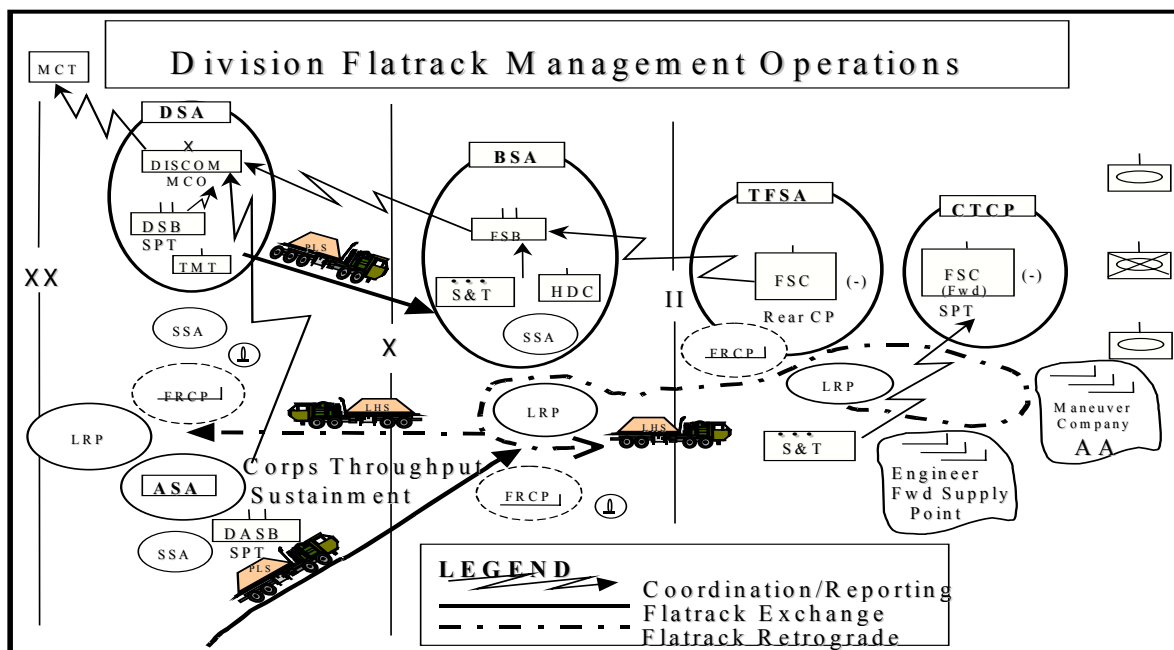 Division Flatrack Management Operations
MCT
DSA
X
DISCOM
MCO
DSB
SPT
TMT
XX
SSA
FRCP
LRP
ASA
SSA
DASB
SPT
PLS
PLS
X
LHS
Corps Throughput
Sustainment
BSA
FSB
S&T
HDC
SSA
LRP
FRCP
LHS
II
TFSA
FSC
(-)
Rear CP
FRCP
CTCP
FSC
(Fwd)
(-)
SPT
LRP
S&T
Maneuver
Company
AA
Engineer
Fwd Supply
Point
LEGEND
Coordination/Reporting
Flatrack Exchange
Flatrack Retrograde